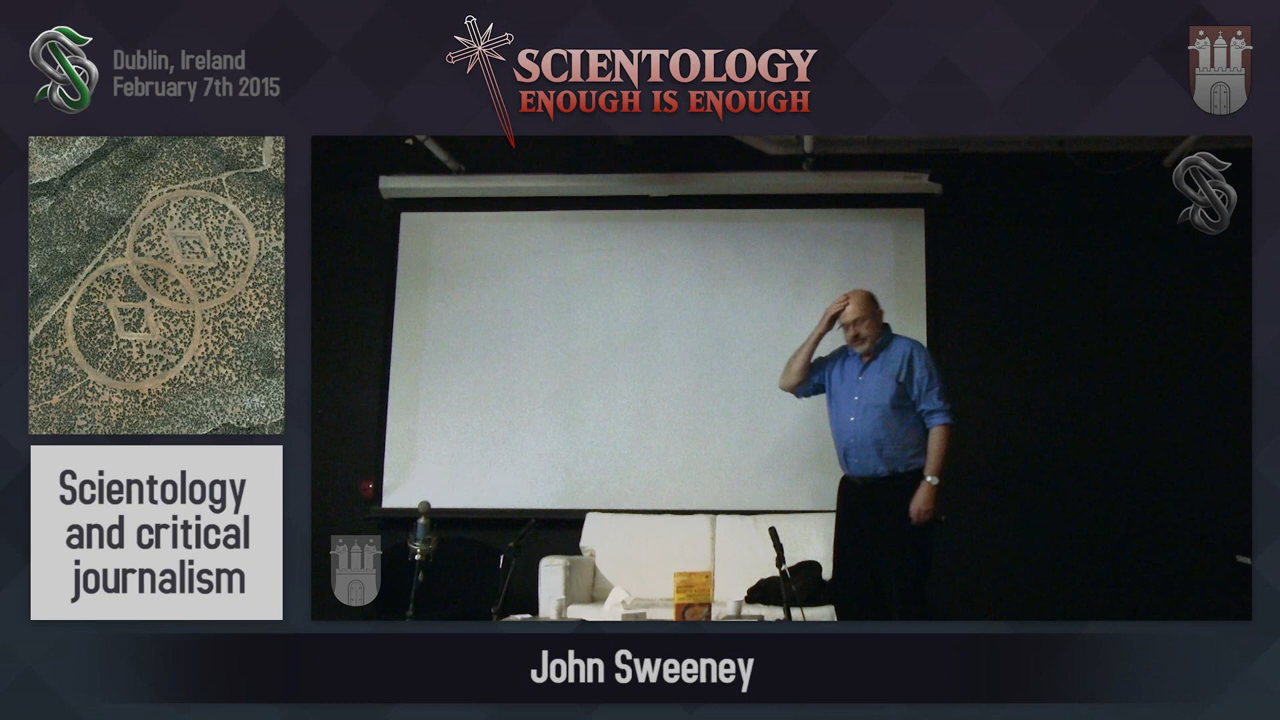 Dublin, Ireland
February 7th 2015
SCIENTOLOGY
ENOUGH IS ENOUGH
Scientology
and critical
journalism
John Sweeney